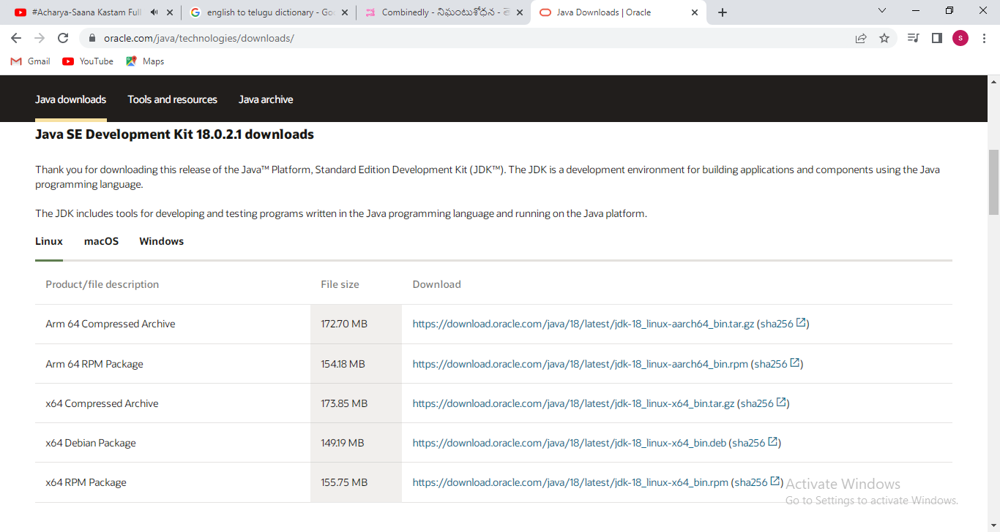 #Acharya-Saana Kastam Full
english to telugu dictionary - Goo
Combinedly - నిఘంటుశోధన - తె
Java Downloads | Oracle
oracle.com/java/technologies/downloads/
S
Gmail
YouTube
Maps
Java downloads
Tools and resources
Java archive
Java SE Development Kit 18.0.2.1 downloads
Thank you for downloading this release of the Java™ Platform, Standard Edition Development Kit (JDK™). The JDK is a development environment for building applications and components using the Java
programming language.
The JDK includes tools for developing and testing programs written in the Java programming language and running on the Java platform.
Linux macOS Windows
Product/file description File size Download
Arm 64 Compressed Archive 172.70 MB https://download.oracle.com/java/18/latest/jdk-18_linux-aarch64_bin.tar.gz (sha256)
Arm 64 RPM Package 154.18 MB https://download.oracle.com/java/18/latest/jdk-18_linux-aarch64_bin.rpm (sha256)
x64 Compressed Archive 173.85 MB https://download.oracle.com/java/18/latest/jdk-18_linux-x64_bin.tar.gz (sha256)
x64 Debian Package 149.19 MB https://download.oracle.com/java/18/latest/jdk-18_linux-x64_bin.deb (sha256)
x64 RPM Package 155.75 MB https://download.oracle.com/java/18/latest/jdk-18_linux-x64_bin.rpm (sha256)
Activate Windows
Go to Settings to activate Windows.